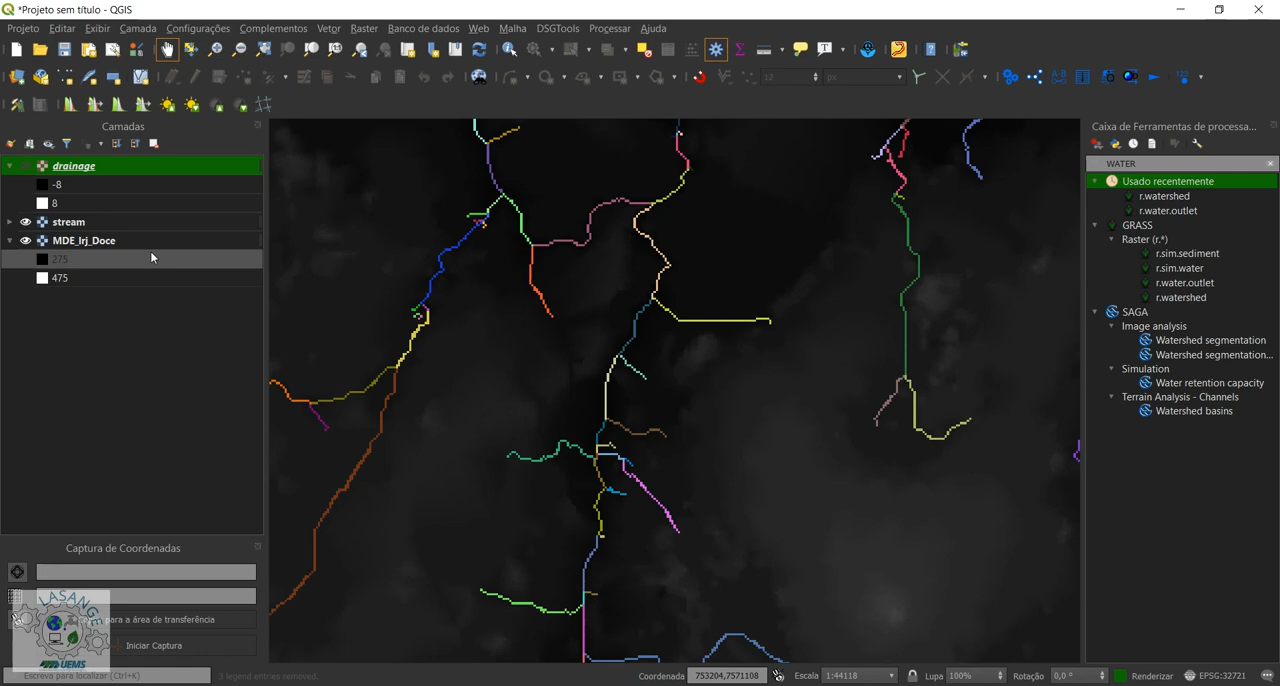 *Projeto sem título - QGIS
Projeto Editar Exibir Camada Configurações Complementos Vetor Raster Banco de dados Web Malha DSGTools Processar Ajuda
12 px
Camadas
drainage
-8
8
stream
MDE_Irj_Doce
275
475
Captura de Coordenadas
para a área de transferência
Iniciar Captura
LASANGE
UEMS
Escreva para localizar (Ctrl+K)
3 legend entries removed.
Coordenada 753204,7571108 Escala 1:44118 Lupa 100% Rotação 0,0 ° Renderizar EPSG:32721
Caixa de Ferramentas de processa...
WATER
Usado recentemente
r.watershed
r.water.outlet
GRASS
Raster (r.*)
r.sim.sediment
r.sim.water
r.water.outlet
r.watershed
SAGA
Image analysis
Watershed segmentation
Watershed segmentation...
Simulation
Water retention capacity
Terrain Analysis - Channels
Watershed basins